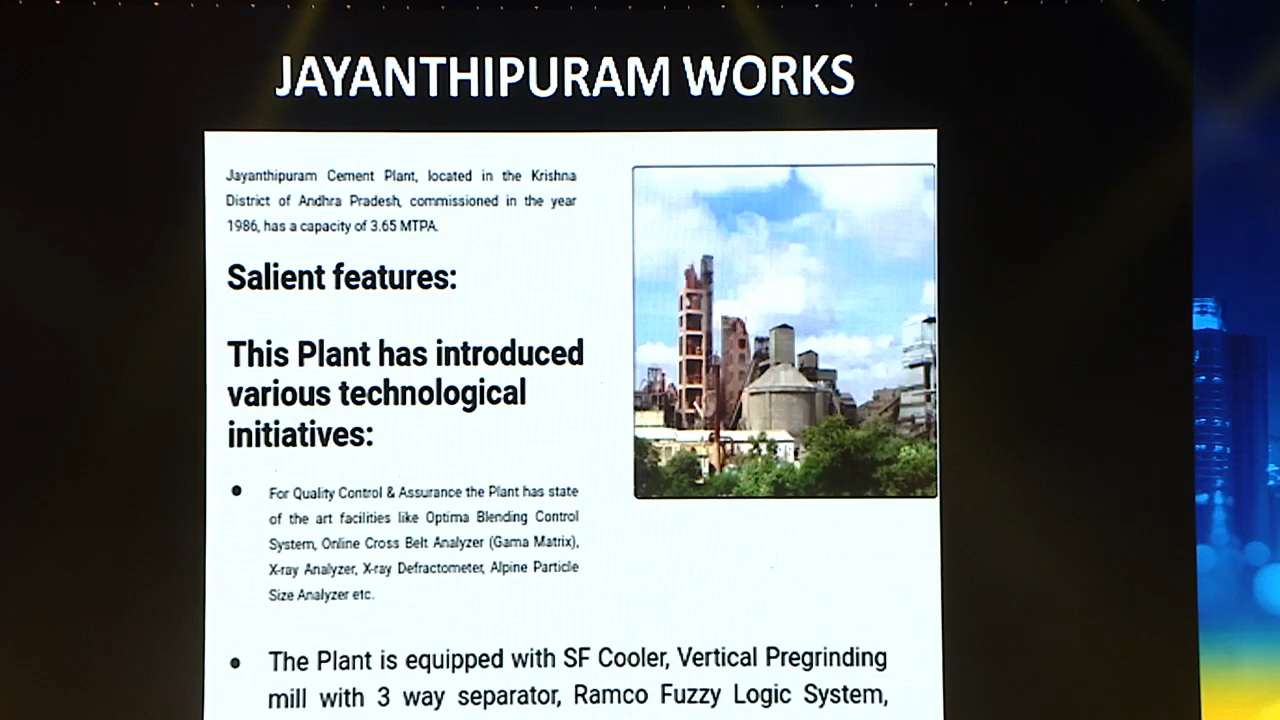 JAYANTHIPURAM WORKS
Jayanthipuram Cement Plant, located in the Krishna
District of Andhra Pradesh, commissioned in the year
1986, has a capacity of 3.65 MTPA.
Salient features:
This Plant has introduced
various technological
initiatives:
• For Quality Control & Assurance the Plant has state
of the art facilities like Optima Blending Control
System, Online Cross Belt Analyzer (Gama Matrix),
X-ray Analyzer, X-ray Defractometer, Alpine Particle
Size Analyzer etc.
• The Plant is equipped with SF Cooler, Vertical Pregrinding
mill with 3 way separator, Ramco Fuzzy Logic System,